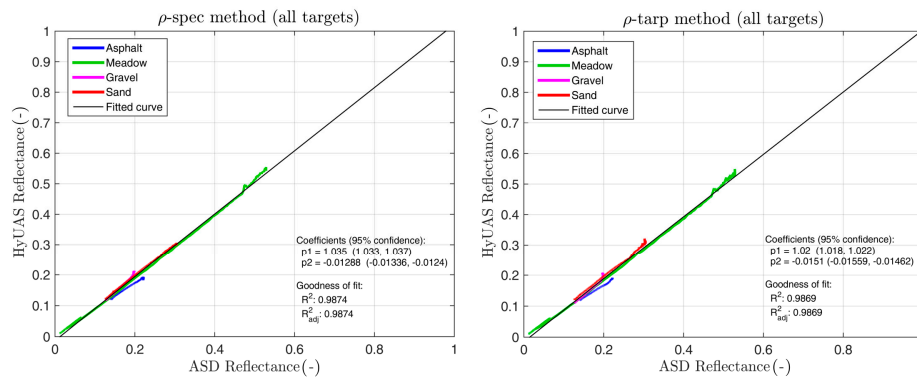 ρ-spec method (all targets)
1
0.9
0.8
0.7
0.6
0.5
0.4
0.3
0.2
0.1
0
HyUAS Reflectance(-)
Asphalt
Meadow
Gravel
Sand
Fitted curve
Coefficients (95% confidence):
p1 = 1.035 (1.033, 1.037)
p2 = -0.01288 (-0.01336, -0.0124)
Goodness of fit:
R²: 0.9874
R²adj: 0.9874
0 0.2 0.4 0.6 0.8 1
ASD Reflectance(-)
ρ-tarp method (all targets)
1
0.9
0.8
0.7
0.6
0.5
0.4
0.3
0.2
0.1
0
HyUAS Reflectance(-)
Asphalt
Meadow
Gravel
Sand
Fitted curve
Coefficients (95% confidence):
p1 = 1.02 (1.018, 1.022)
p2 = -0.0151 (-0.01559, -0.01462)
Goodness of fit:
R²: 0.9869
R²adj: 0.9869
0 0.2 0.4 0.6 0.8
ASD Reflectance(-)